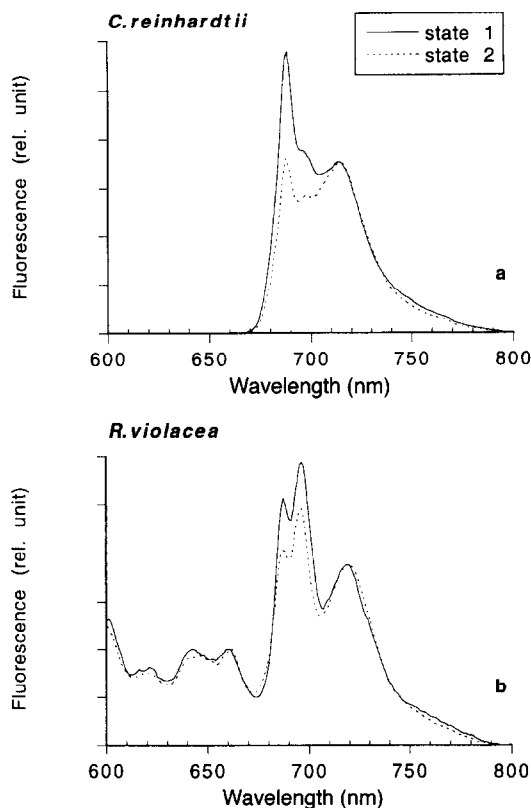 C.reinhardtii
state 1
state 2
Fluorescence (rel. unit)
a
600 650 700 750 800
Wavelength (nm)
R.violacea
Fluorescence (rel. unit)
b
600 650 700 750 800
Wavelength (nm)